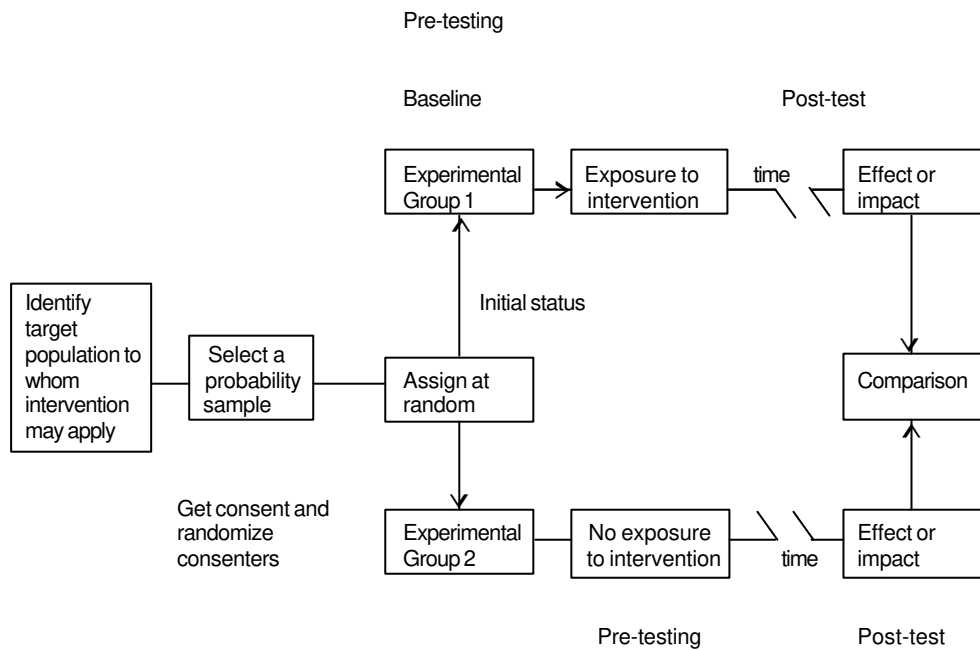 Pre-testing
Baseline
Post-test
Experimental
Group 1
Exposure to
intervention
time
Effect or
impact
Initial status
Identify
target
population to
whom
intervention
may apply
Select a
probability
sample
Assign at
random
Comparison
Get consent and
randomize
consenters
Experimental
Group 2
No exposure
to intervention
time
Effect or
impact
Pre-testing
Post-test